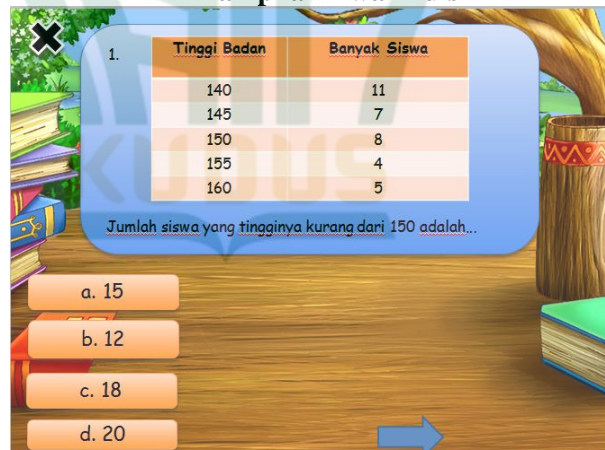 1.
Tinggi Badan Banyak Siswa
140 11
145 7
150 8
155 4
160 5
Jumlah siswa yang tingginya kurang dari 150 adalah...
a. 15
b. 12
c. 18
d. 20
KUDUS